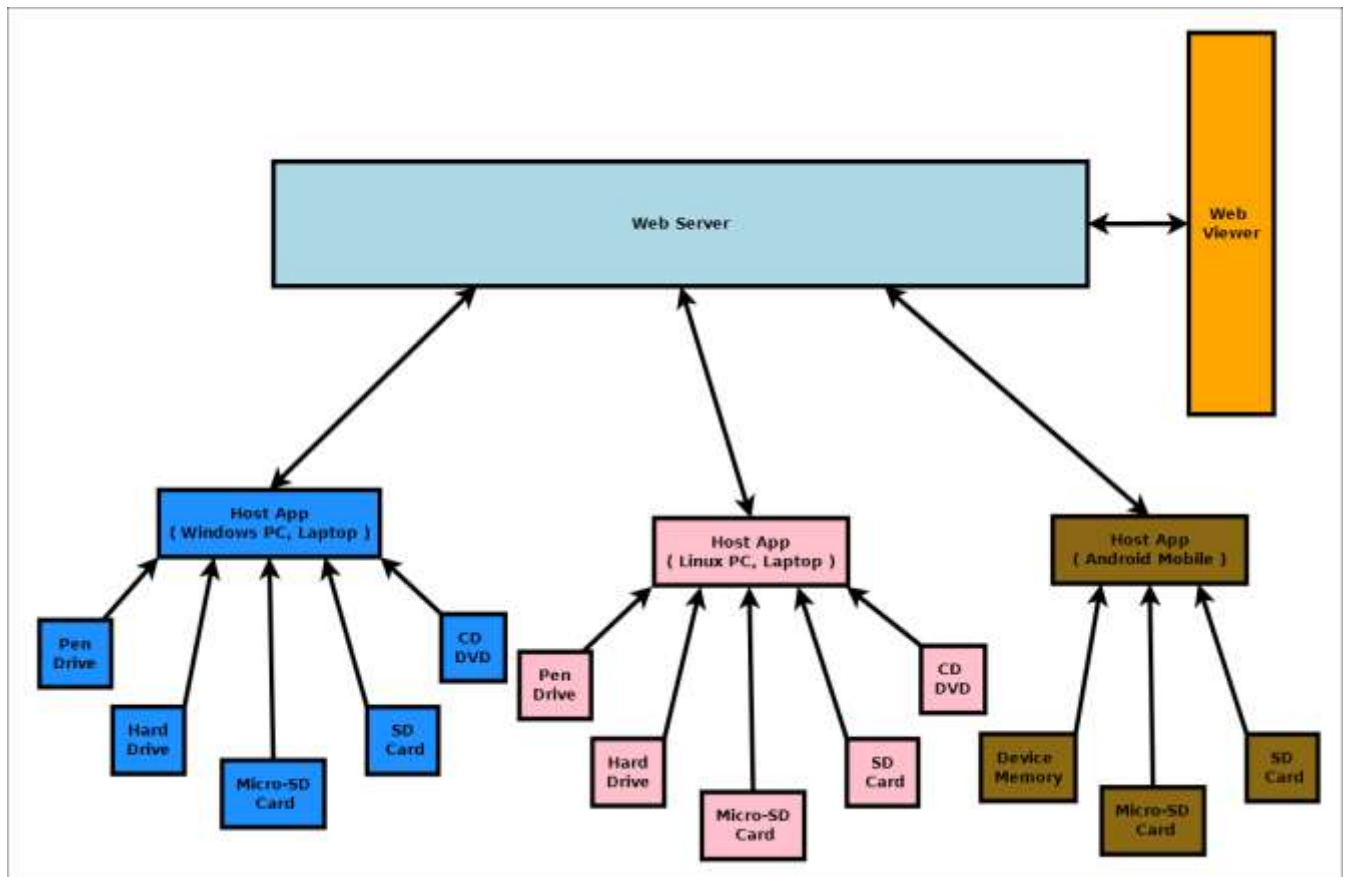 Web Server
Web
Viewer
Host App
( Windows PC, Laptop )
Host App
( Linux PC, Laptop )
Host App
( Android Mobile )
Pen
Drive
Hard
Drive
Micro-SD
Card
SD
Card
CD
DVD
Pen
Drive
Hard
Drive
Micro-SD
Card
SD
Card
CD
DVD
Device
Memory
Micro-SD
Card
SD
Card